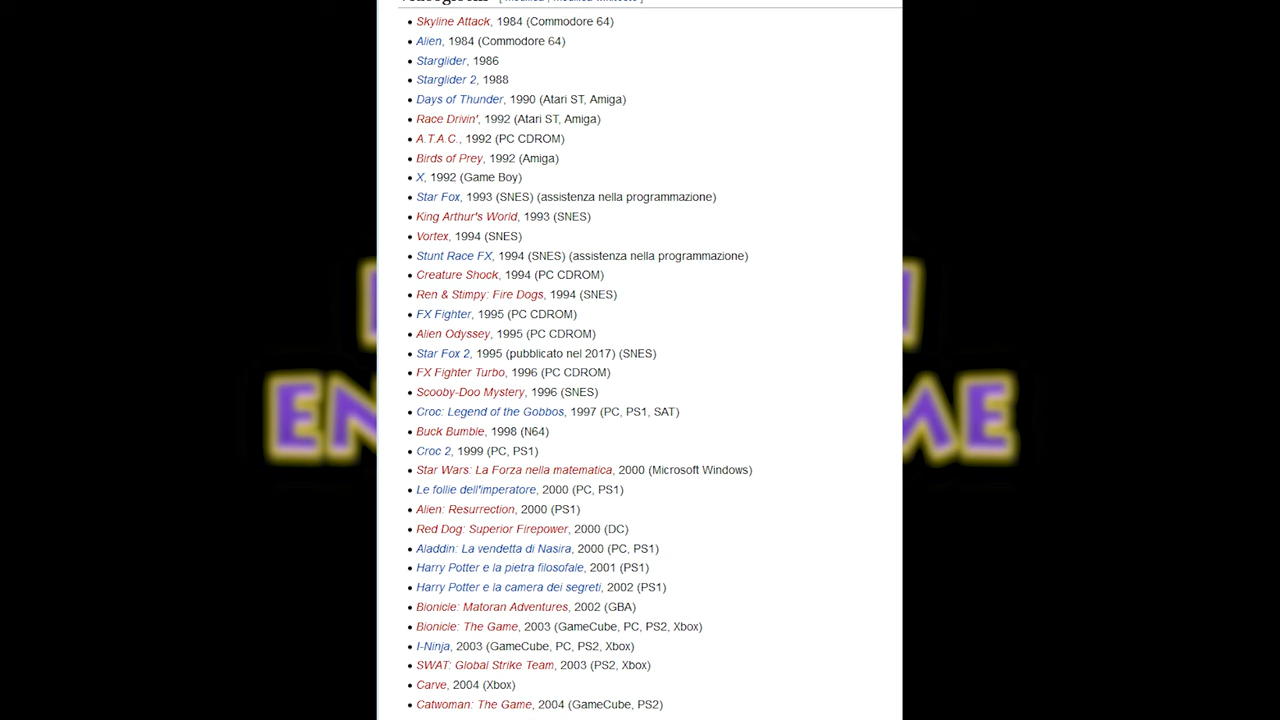 Skyline Attack, 1984 (Commodore 64)
Alien, 1984 (Commodore 64)
Starglider, 1986
Starglider 2, 1988
Days of Thunder, 1990 (Atari ST, Amiga)
Race Drivin', 1992 (Atari ST, Amiga)
A.T.A.C., 1992 (PC CDROM)
Birds of Prey, 1992 (Amiga)
X, 1992 (Game Boy)
Star Fox, 1993 (SNES) (assistenza nella programmazione)
King Arthur's World, 1993 (SNES)
Vortex, 1994 (SNES)
Stunt Race FX, 1994 (SNES) (assistenza nella programmazione)
Creature Shock, 1994 (PC CDROM)
Ren & Stimpy: Fire Dogs, 1994 (SNES)
FX Fighter, 1995 (PC CDROM)
Alien Odyssey, 1995 (PC CDROM)
Star Fox 2, 1995 (pubblicato nel 2017) (SNES)
FX Fighter Turbo, 1996 (PC CDROM)
Scooby-Doo Mystery, 1996 (SNES)
Croc: Legend of the Gobbos, 1997 (PC, PS1, SAT)
Buck Bumble, 1998 (N64)
Croc 2, 1999 (PC, PS1)
Star Wars: La Forza nella matematica, 2000 (Microsoft Windows)
Le follie dell'imperatore, 2000 (PC, PS1)
Alien: Resurrection, 2000 (PS1)
Red Dog: Superior Firepower, 2000 (DC)
Aladdin: La vendetta di Nasira, 2000 (PC, PS1)
Harry Potter e la pietra filosofale, 2001 (PS1)
Harry Potter e la camera dei segreti, 2002 (PS1)
Bionicle: Matoran Adventures, 2002 (GBA)
Bionicle: The Game, 2003 (GameCube, PC, PS2, Xbox)
I-Ninja, 2003 (GameCube, PC, PS2, Xbox)
SWAT: Global Strike Team, 2003 (PS2, Xbox)
Carve, 2004 (Xbox)
Catwoman: The Game, 2004 (GameCube, PS2)